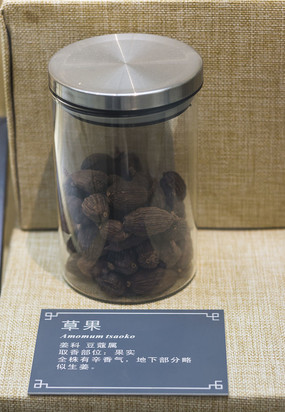 草果
Amomum tsaoko
姜科 豆蔻属
取香部位：果实
全株有辛香气，地下部分略
似生姜。